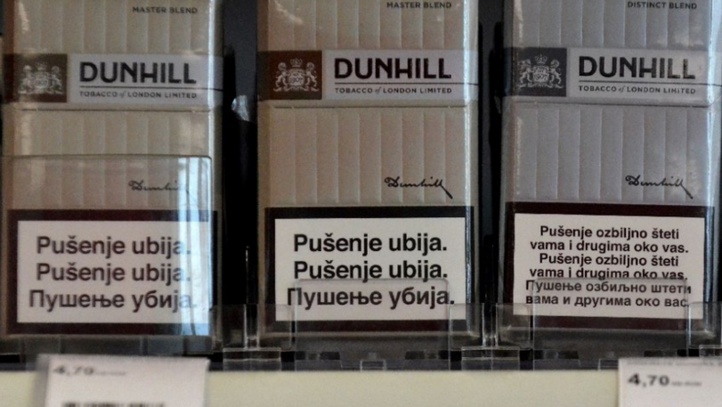 MASTER BLEND
DUNHILL
TOBACCO of LONDON LIMITED
Dunhill
Pušenje ubija.
Pušenje ubija.
Пушење убија.
4,70
MASTER BLEND
DUNHILL
TOBACCO of LONDON LIMITED
Dunhill
Pušenje ubija.
Pušenje ubija.
Пушење убија.
DISTINCT BLEND
DUNHILL
TOBACCO of LONDON LIMITED
Dunhill
Pušenje ozbiljno šteti
vama i drugima oko vas.
Pušenje ozbiljno šteti
vama i drugima oko vas.
Пушење озбиљно штети
вама и другима око вас.
4,70